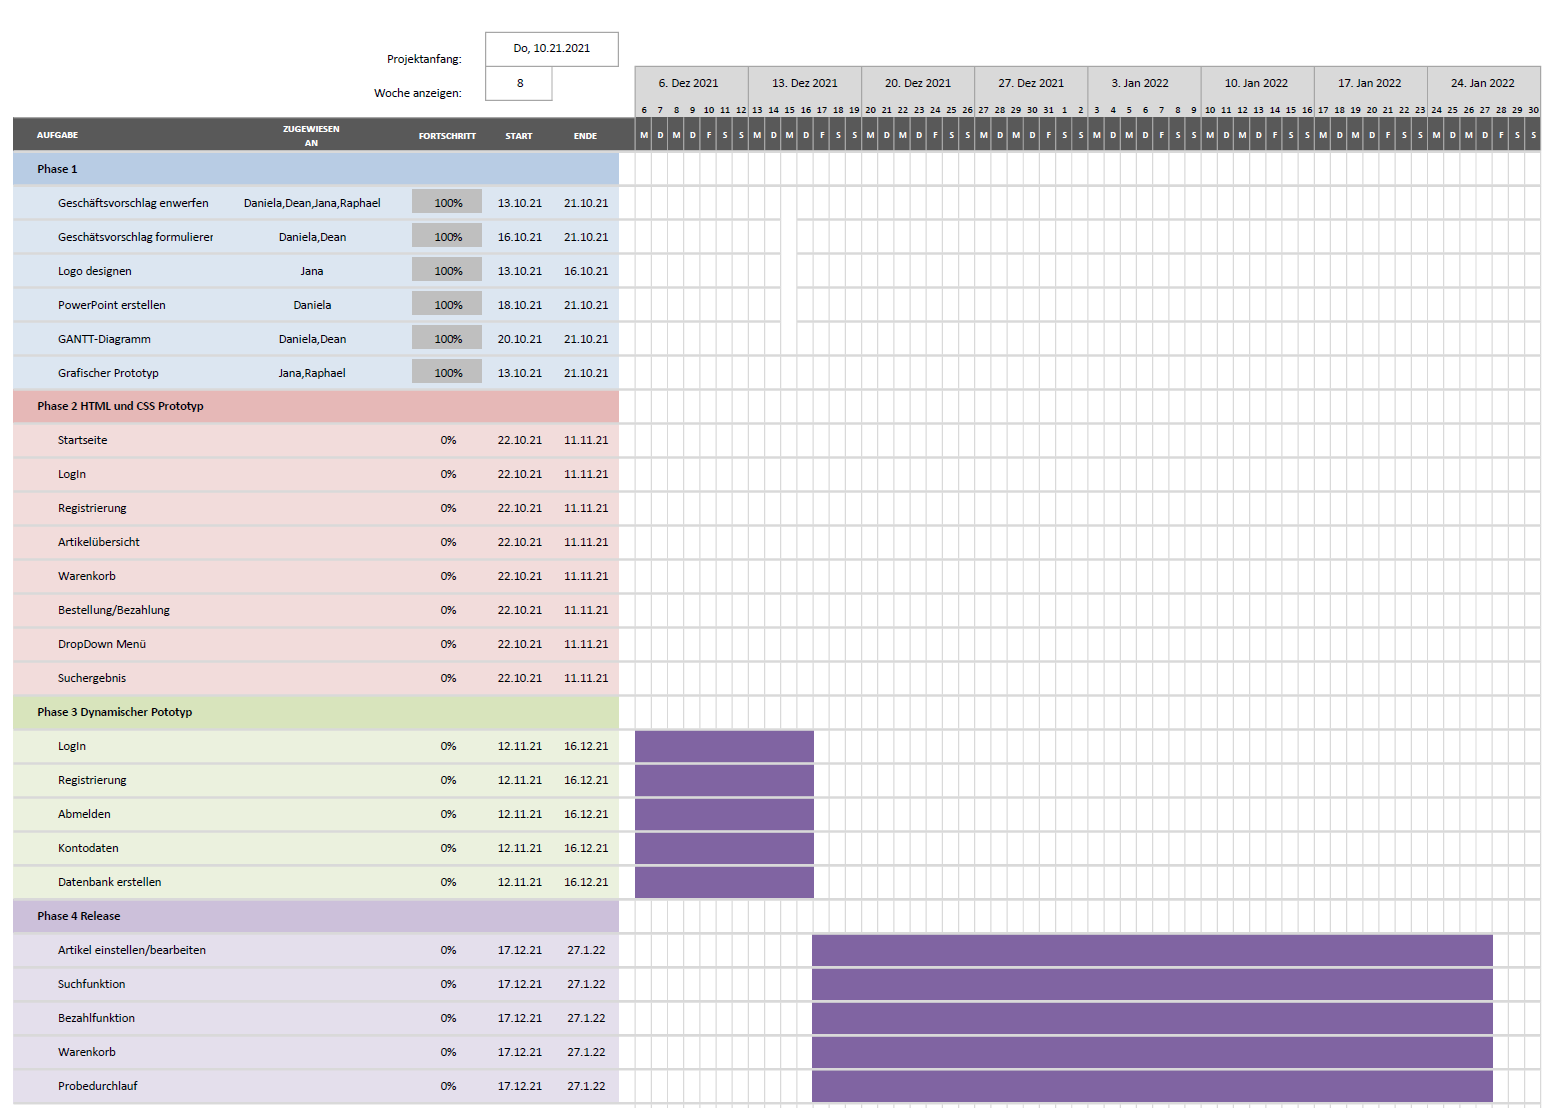 Projektanfang: Do, 10.21.2021
Woche anzeigen: 8
6. Dez 2021 13. Dez 2021 20. Dez 2021 27. Dez 2021 3. Jan 2022 10. Jan 2022 17. Jan 2022 24. Jan 2022
6 7 8 9 10 11 12 13 14 15 16 17 18 19 20 21 22 23 24 25 26 27 28 29 30 31 1 2 3 4 5 6 7 8 9 10 11 12 13 14 15 16 17 18 19 20 21 22 23 24 25 26 27 28 29 30
AUFGABE ZUGEWIESEN AN FORTSCHRITT START ENDE M D M D F S S M D M D F S S M D M D F S S M D M D F S S M D M D F S S M D M D F S S M D M D F S S M D M D F S S
Phase 1
Geschäftsvorschlag enwerfen Daniela,Dean,Jana,Raphael 100% 13.10.21 21.10.21
Geschätsvorschlag formulieren Daniela,Dean 100% 16.10.21 21.10.21
Logo designen Jana 100% 13.10.21 16.10.21
PowerPoint erstellen Daniela 100% 18.10.21 21.10.21
GANTT-Diagramm Daniela,Dean 100% 20.10.21 21.10.21
Grafischer Prototyp Jana,Raphael 100% 13.10.21 21.10.21
Phase 2 HTML und CSS Prototyp
Startseite 0% 22.10.21 11.11.21
LogIn 0% 22.10.21 11.11.21
Registrierung 0% 22.10.21 11.11.21
Artikelübersicht 0% 22.10.21 11.11.21
Warenkorb 0% 22.10.21 11.11.21
Bestellung/Bezahlung 0% 22.10.21 11.11.21
DropDown Menü 0% 22.10.21 11.11.21
Suchergebnis 0% 22.10.21 11.11.21
Phase 3 Dynamischer Pototyp
LogIn 0% 12.11.21 16.12.21
Registrierung 0% 12.11.21 16.12.21
Abmelden 0% 12.11.21 16.12.21
Kontodaten 0% 12.11.21 16.12.21
Datenbank erstellen 0% 12.11.21 16.12.21
Phase 4 Release
Artikel einstellen/bearbeiten 0% 17.12.21 27.1.22
Suchfunktion 0% 17.12.21 27.1.22
Bezahlfunktion 0% 17.12.21 27.1.22
Warenkorb 0% 17.12.21 27.1.22
Probedurchlauf 0% 17.12.21 27.1.22